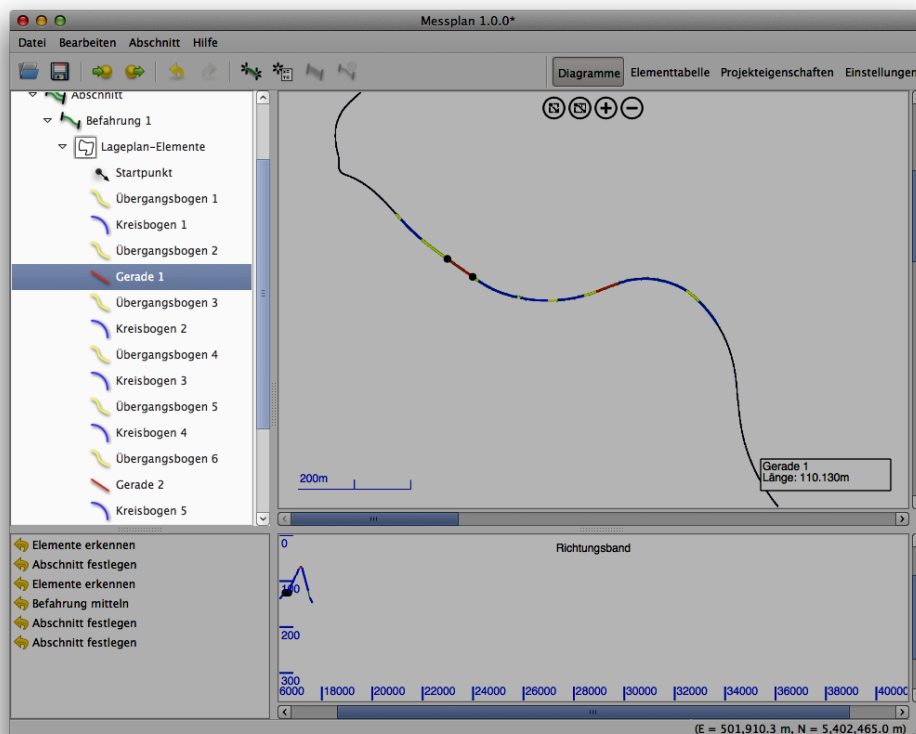 Messplan 1.0.0*
Datei Bearbeiten Abschnitt Hilfe
Diagramme Elementtabelle Projekteigenschaften Einstellungen
Abschnitt
Befahrung 1
Lageplan-Elemente
Startpunkt
Übergangsbogen 1
Kreisbogen 1
Übergangsbogen 2
Gerade 1
Übergangsbogen 3
Kreisbogen 2
Übergangsbogen 4
Kreisbogen 3
Übergangsbogen 5
Kreisbogen 4
Übergangsbogen 6
Gerade 2
Kreisbogen 5
200m
Gerade 1
Länge: 110.130m
Elemente erkennen
Abschnitt festlegen
Elemente erkennen
Befahrung mitteln
Abschnitt festlegen
Abschnitt festlegen
Richtungsband
0
100
200
300
6000 18000 20000 22000 24000 26000 28000 30000 32000 34000 36000 38000 40000
(E = 501,910.3 m, N = 5,402,465.0 m)